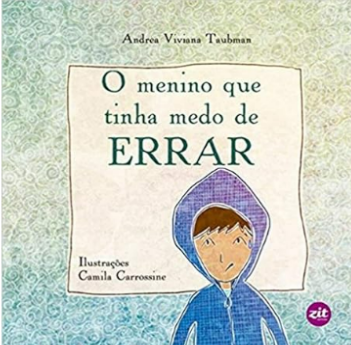 Andrea Viviana Taubman
O menino que
tinha medo de
ERRAR
Ilustrações
Camila Carrossine
zit